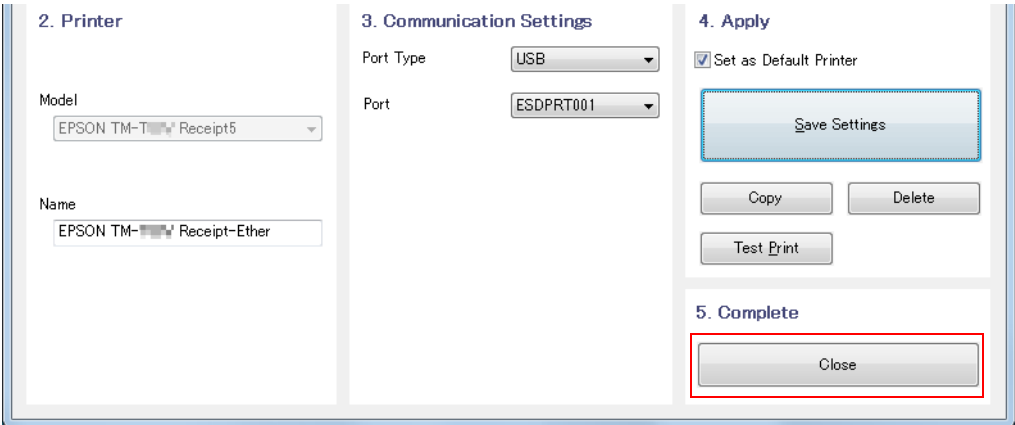 2. Printer
Model
EPSON TM-T Receipt5
Name
EPSON TM- Receipt-Ether
3. Communication Settings
Port Type
USB
Port
ESDPRT001
4. Apply
Set as Default Printer
Save Settings
Copy
Delete
Test Print
5. Complete
Close